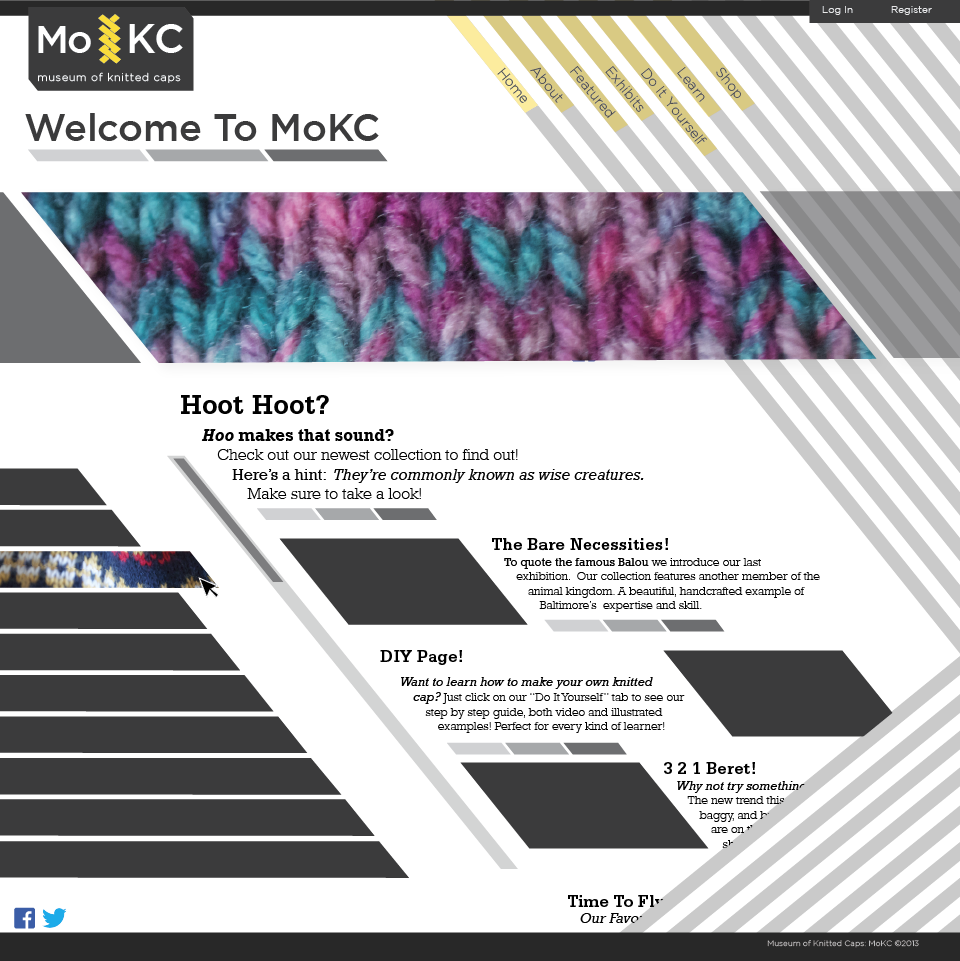 Log In Register
Mo KC
museum of knitted caps
Home
About
Featured
Exhibits
Do It Yourself
Learn
Shop
Welcome To MoKC
Hoot Hoot?
Hoo makes that sound?
Check out our newest collection to find out!
Here's a hint: They're commonly known as wise creatures.
Make sure to take a look!
The Bare Necessities!
To quote the famous Balou we introduce our last
exhibition. Our collection features another member of the
animal kingdom. A beautiful, handcrafted example of
Baltimore's expertise and skill.
DIY Page!
Want to learn how to make your own knitted
cap? Just click on our "Do It Yourself" tab to see our
step by step guide, both video and illustrated
examples! Perfect for every kind of learner!
3 2 1 Beret!
Why not try something
The new trend this
baggy, and
are on
Time To Fly
Our
Museum of Knitted Caps: MoKC ©2013